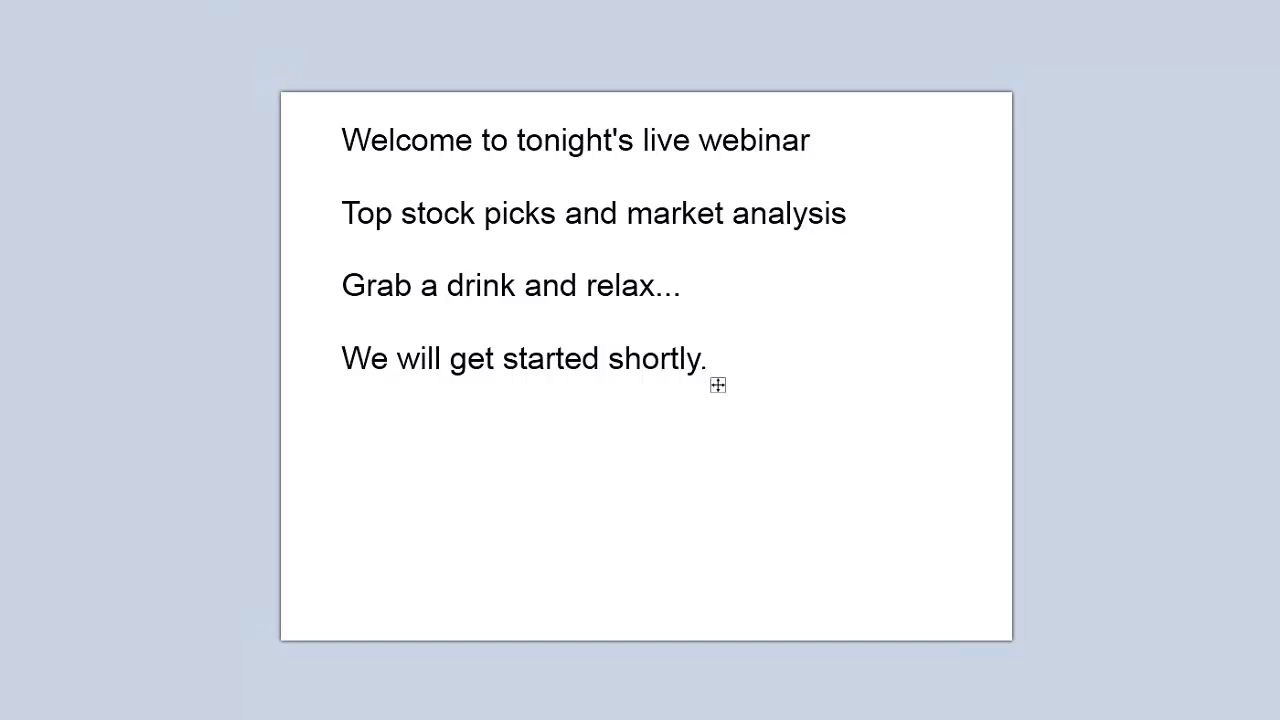 Welcome to tonight's live webinar
Top stock picks and market analysis
Grab a drink and relax...
We will get started shortly.